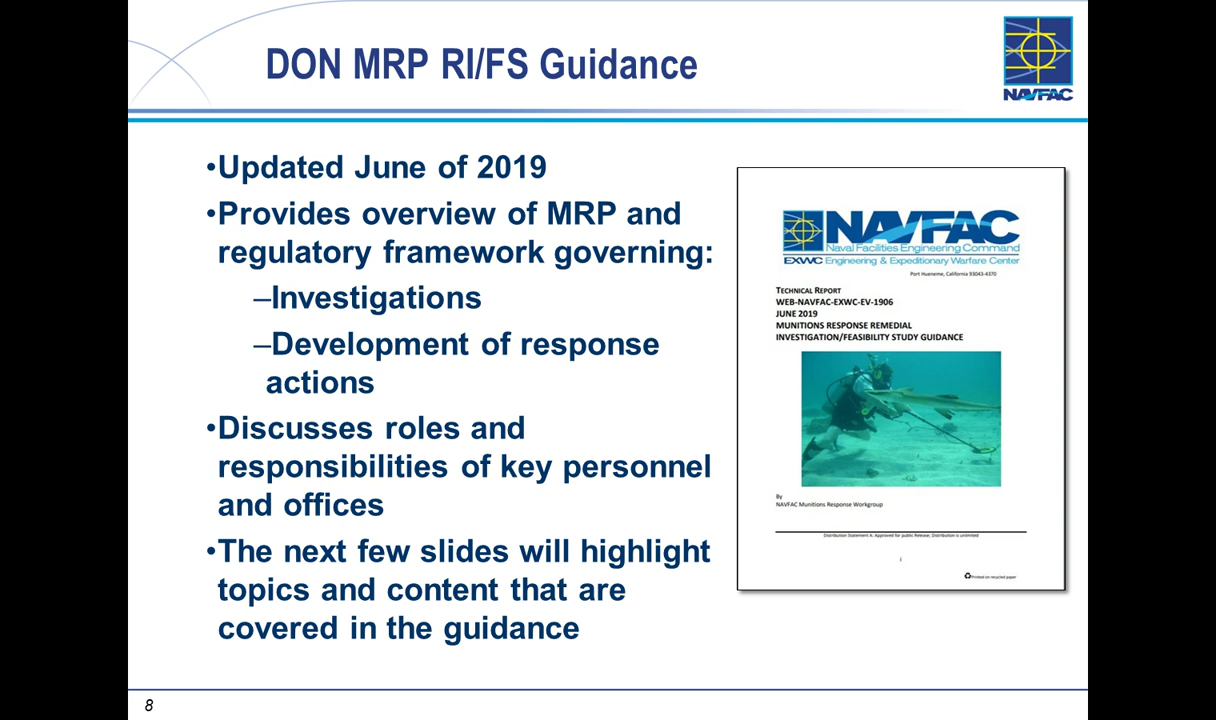 DON MRP RI/FS Guidance
NAVFAC
•Updated June of 2019
•Provides overview of MRP and
regulatory framework governing:
–Investigations
–Development of response
actions
•Discusses roles and
responsibilities of key personnel
and offices
•The next few slides will highlight
topics and content that are
covered in the guidance
NAVFAC
Naval Facilities Engineering Command
EXWC Engineering & Expeditionary Warfare Center
Port Hueneme, California 93043-4370
TECHNICAL REPORT
WEB-NAVFAC-EXWC-EV-1906
JUNE 2019
MUNITIONS RESPONSE REMEDIAL
INVESTIGATION/FEASIBILITY STUDY GUIDANCE
By
NAVFAC Munitions Response Workgroup
Distribution Statement A: Approved for public Release; Distribution is unlimited
i
Printed on recycled paper
8